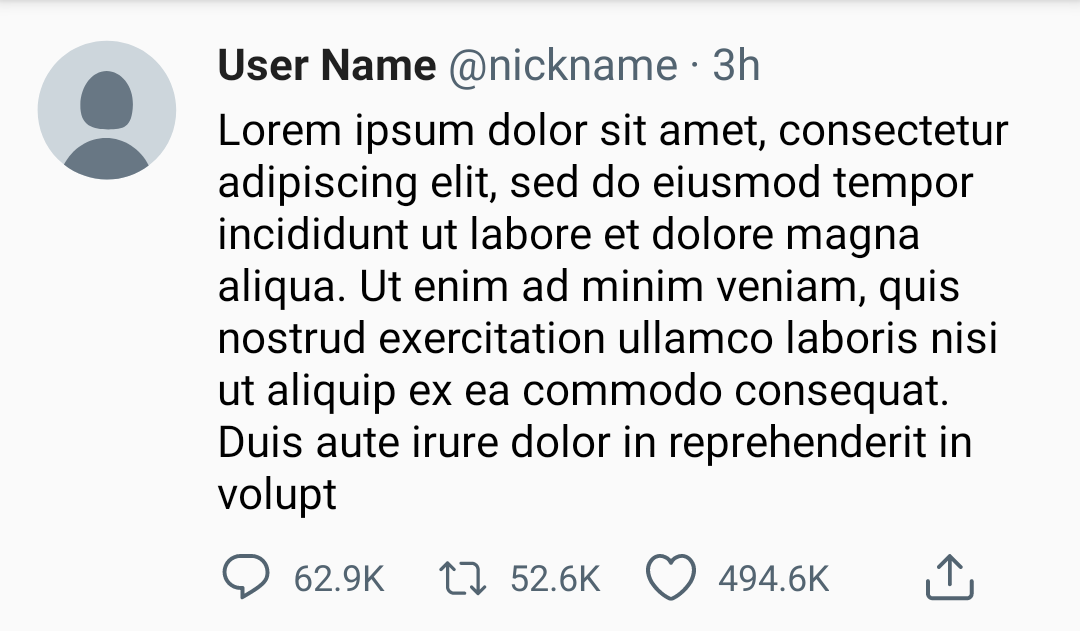 User Name @nickname · 3h
Lorem ipsum dolor sit amet, consectetur
adipiscing elit, sed do eiusmod tempor
incididunt ut labore et dolore magna
aliqua. Ut enim ad minim veniam, quis
nostrud exercitation ullamco laboris nisi
ut aliquip ex ea commodo consequat.
Duis aute irure dolor in reprehenderit in
volupt
62.9K 52.6K 494.6K